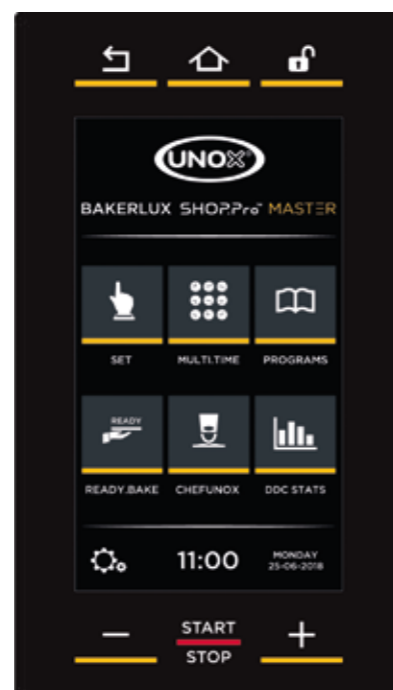 UNOX
BAKERLUX SHOP.Pro™ MASTER
SET MULTI.TIME PROGRAMS
READY
READY.BAKE CHEFUNOX DDC STATS
11:00 MONDAY
25-06-2018
− START +
STOP